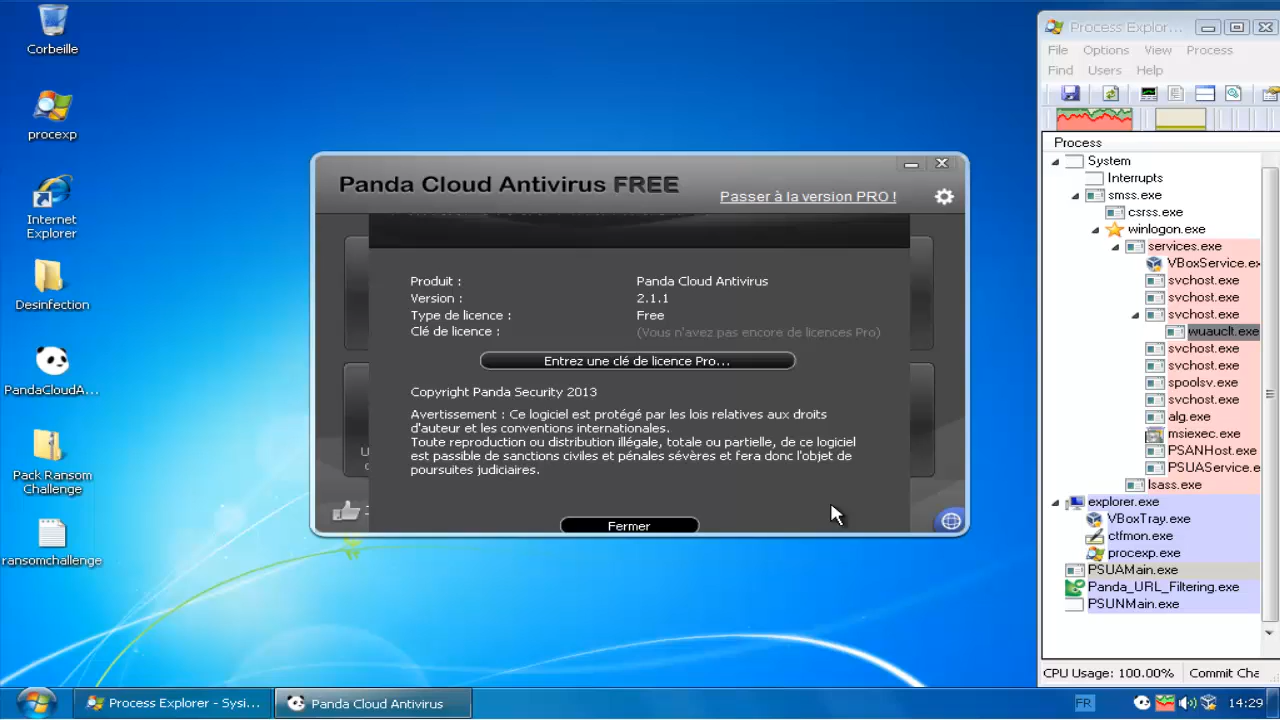 Corbeille
procexp
Internet
Explorer
Desinfection
PandaCloudA...
Pack Ransom
Challenge
ransomchallenge
Panda Cloud Antivirus FREE
Passer à la version PRO !
Produit :
Panda Cloud Antivirus
Version :
2.1.1
Type de licence :
Free
Clé de licence :
(Vous n'avez pas encore de licences Pro)
Entrez une clé de licence Pro...
Copyright Panda Security 2013
Avertissement : Ce logiciel est protégé par les lois relatives aux droits
d'auteur et les conventions internationales.
Toute reproduction ou distribution illégale, totale ou partielle, de ce logiciel
est passible de sanctions civiles et pénales sévères et fera donc l'objet de
poursuites judiciaires.
Fermer
Process Explor...
File Options View Process
Find Users Help
Process
System
Interrupts
smss.exe
csrss.exe
winlogon.exe
services.exe
VBoxService.ex
svchost.exe
svchost.exe
svchost.exe
wuauclt.exe
svchost.exe
svchost.exe
spoolsv.exe
svchost.exe
alg.exe
msiexec.exe
PSANHost.exe
PSUAService.e
lsass.exe
explorer.exe
VBoxTray.exe
ctfmon.exe
procexp.exe
PSUAMain.exe
Panda_URL_Filtering.exe
PSUNMain.exe
CPU Usage: 100.00% Commit Cha
Process Explorer - Sysi...
Panda Cloud Antivirus
FR
14:29